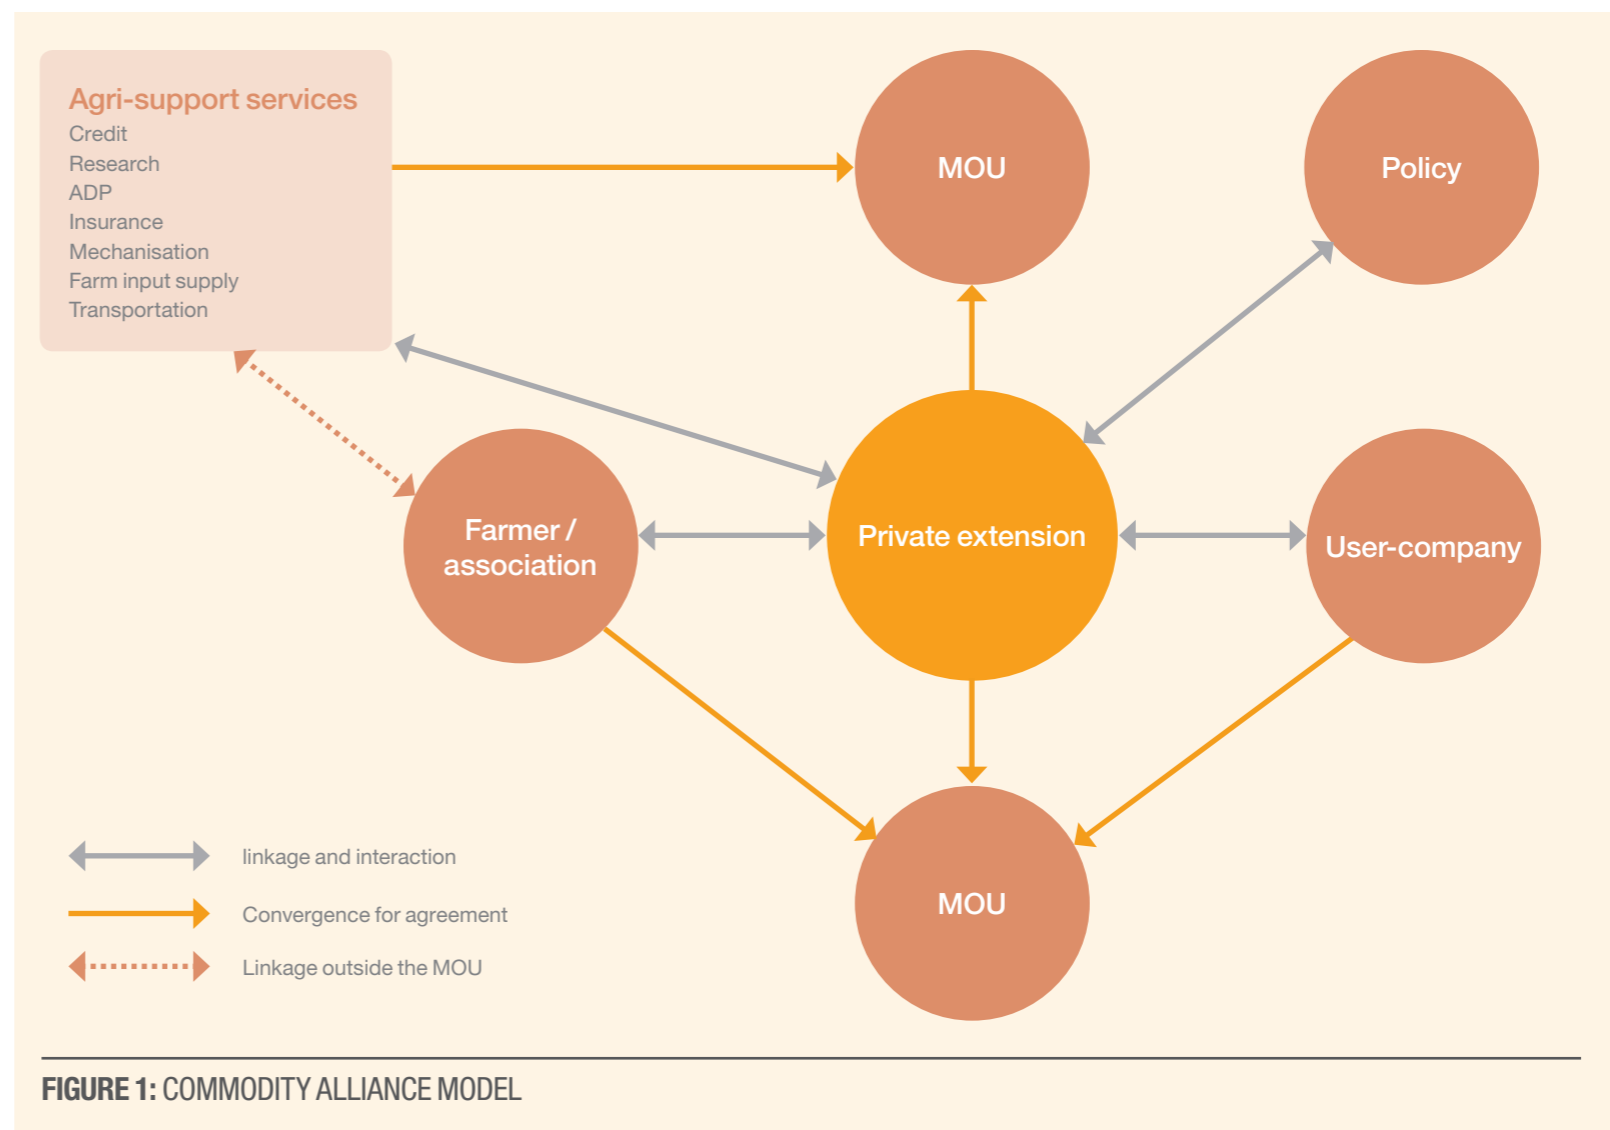 Agri-support services
Credit
Research
ADP
Insurance
Mechanisation
Farm input supply
Transportation
MOU
Policy
Farmer /
association
Private extension
User-company
MOU
linkage and interaction
Convergence for agreement
Linkage outside the MOU
FIGURE 1: COMMODITY ALLIANCE MODEL